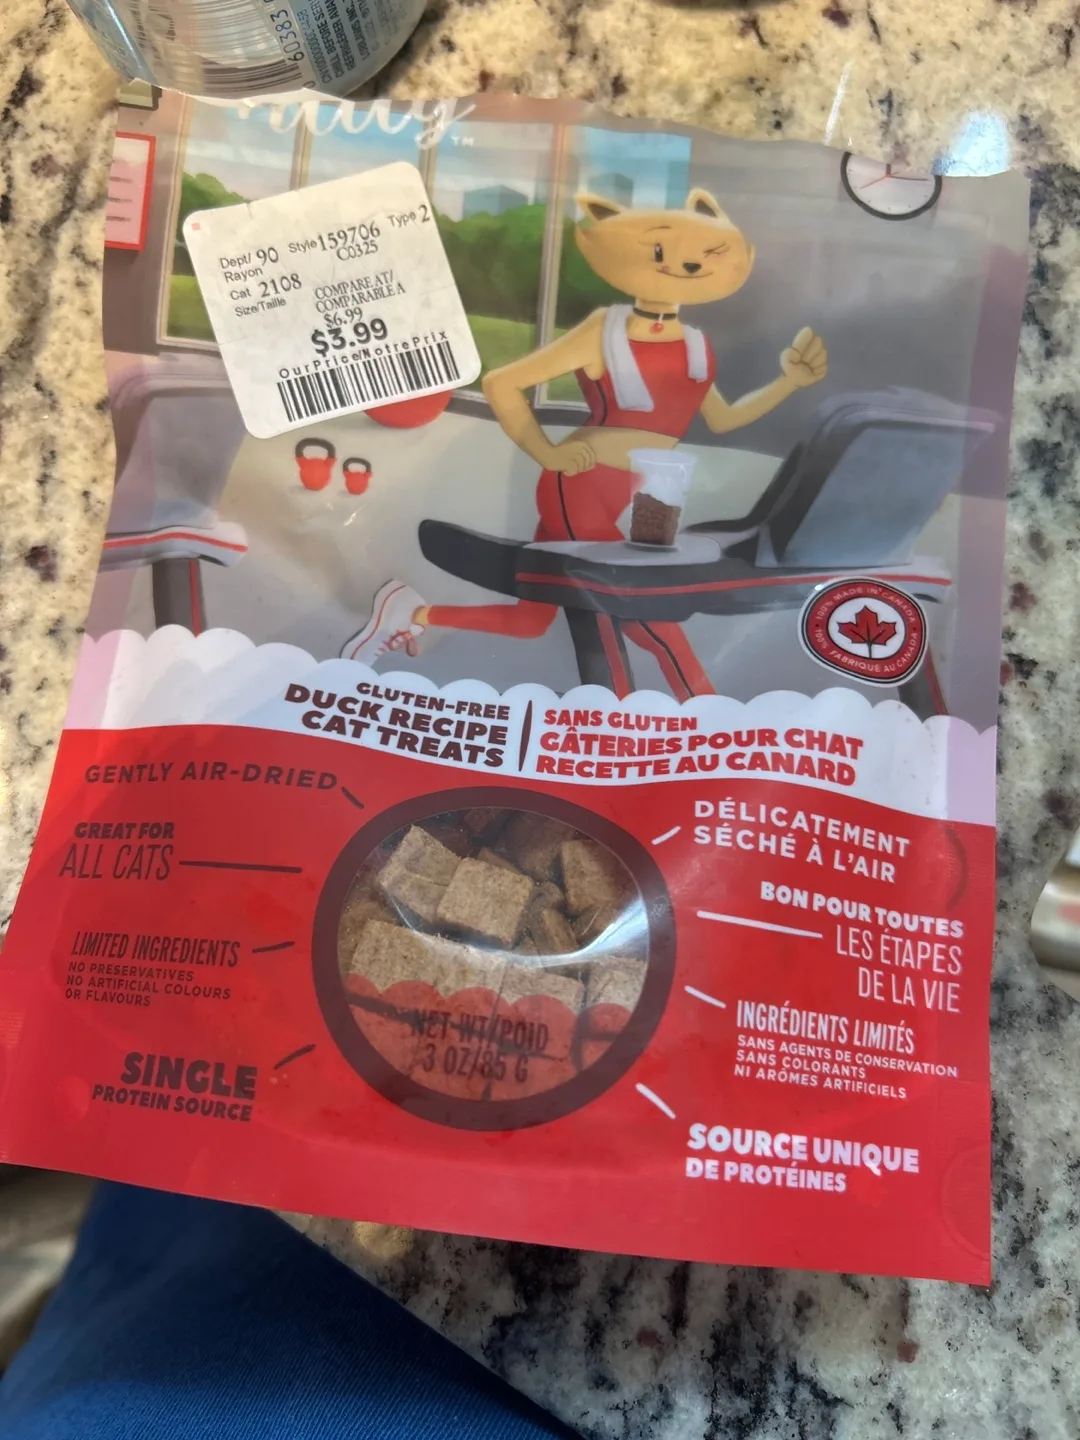 60383
TM
Dept/ 90 Style 159706 Type 2
Rayon C0325
Cat 2108
Size/Taille
COMPARE AT/
COMPARABLE A
$6.99
$3.99
OurPrice/NotrePrix
100% MADE IN CANADA
100% FABRIQUÉ AU CANADA
GLUTEN-FREE
DUCK RECIPE
CAT TREATS
SANS GLUTEN
GÂTERIES POUR CHAT
RECETTE AU CANARD
GENTLY AIR-DRIED
GREAT FOR
ALL CATS
LIMITED INGREDIENTS
NO PRESERVATIVES
NO ARTIFICIAL COLOURS
OR FLAVOURS
SINGLE
PROTEIN SOURCE
NET WT/POID
3 OZ/85 G
DÉLICATEMENT
SÉCHÉ À L'AIR
BON POUR TOUTES
LES ÉTAPES
DE LA VIE
INGRÉDIENTS LIMITÉS
SANS AGENTS DE CONSERVATION
SANS COLORANTS
NI ARÔMES ARTIFICIELS
SOURCE UNIQUE
DE PROTÉINES